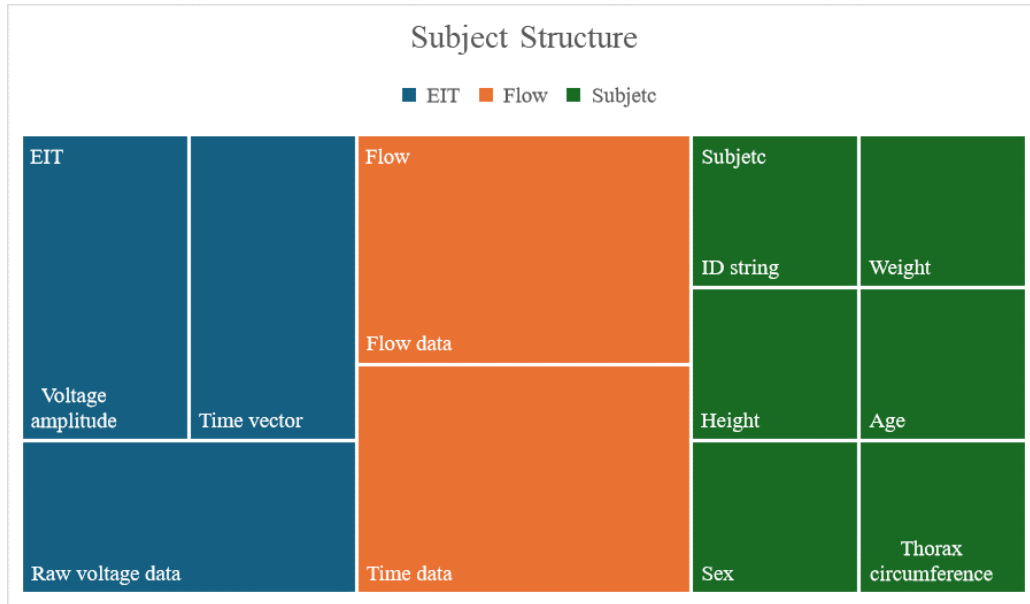 Subject Structure
EIT Flow Subjetc
EIT
Voltage
amplitude
Time vector
Raw voltage data
Flow
Flow data
Time data
Subjetc
ID string
Weight
Height
Age
Sex
Thorax
circumference